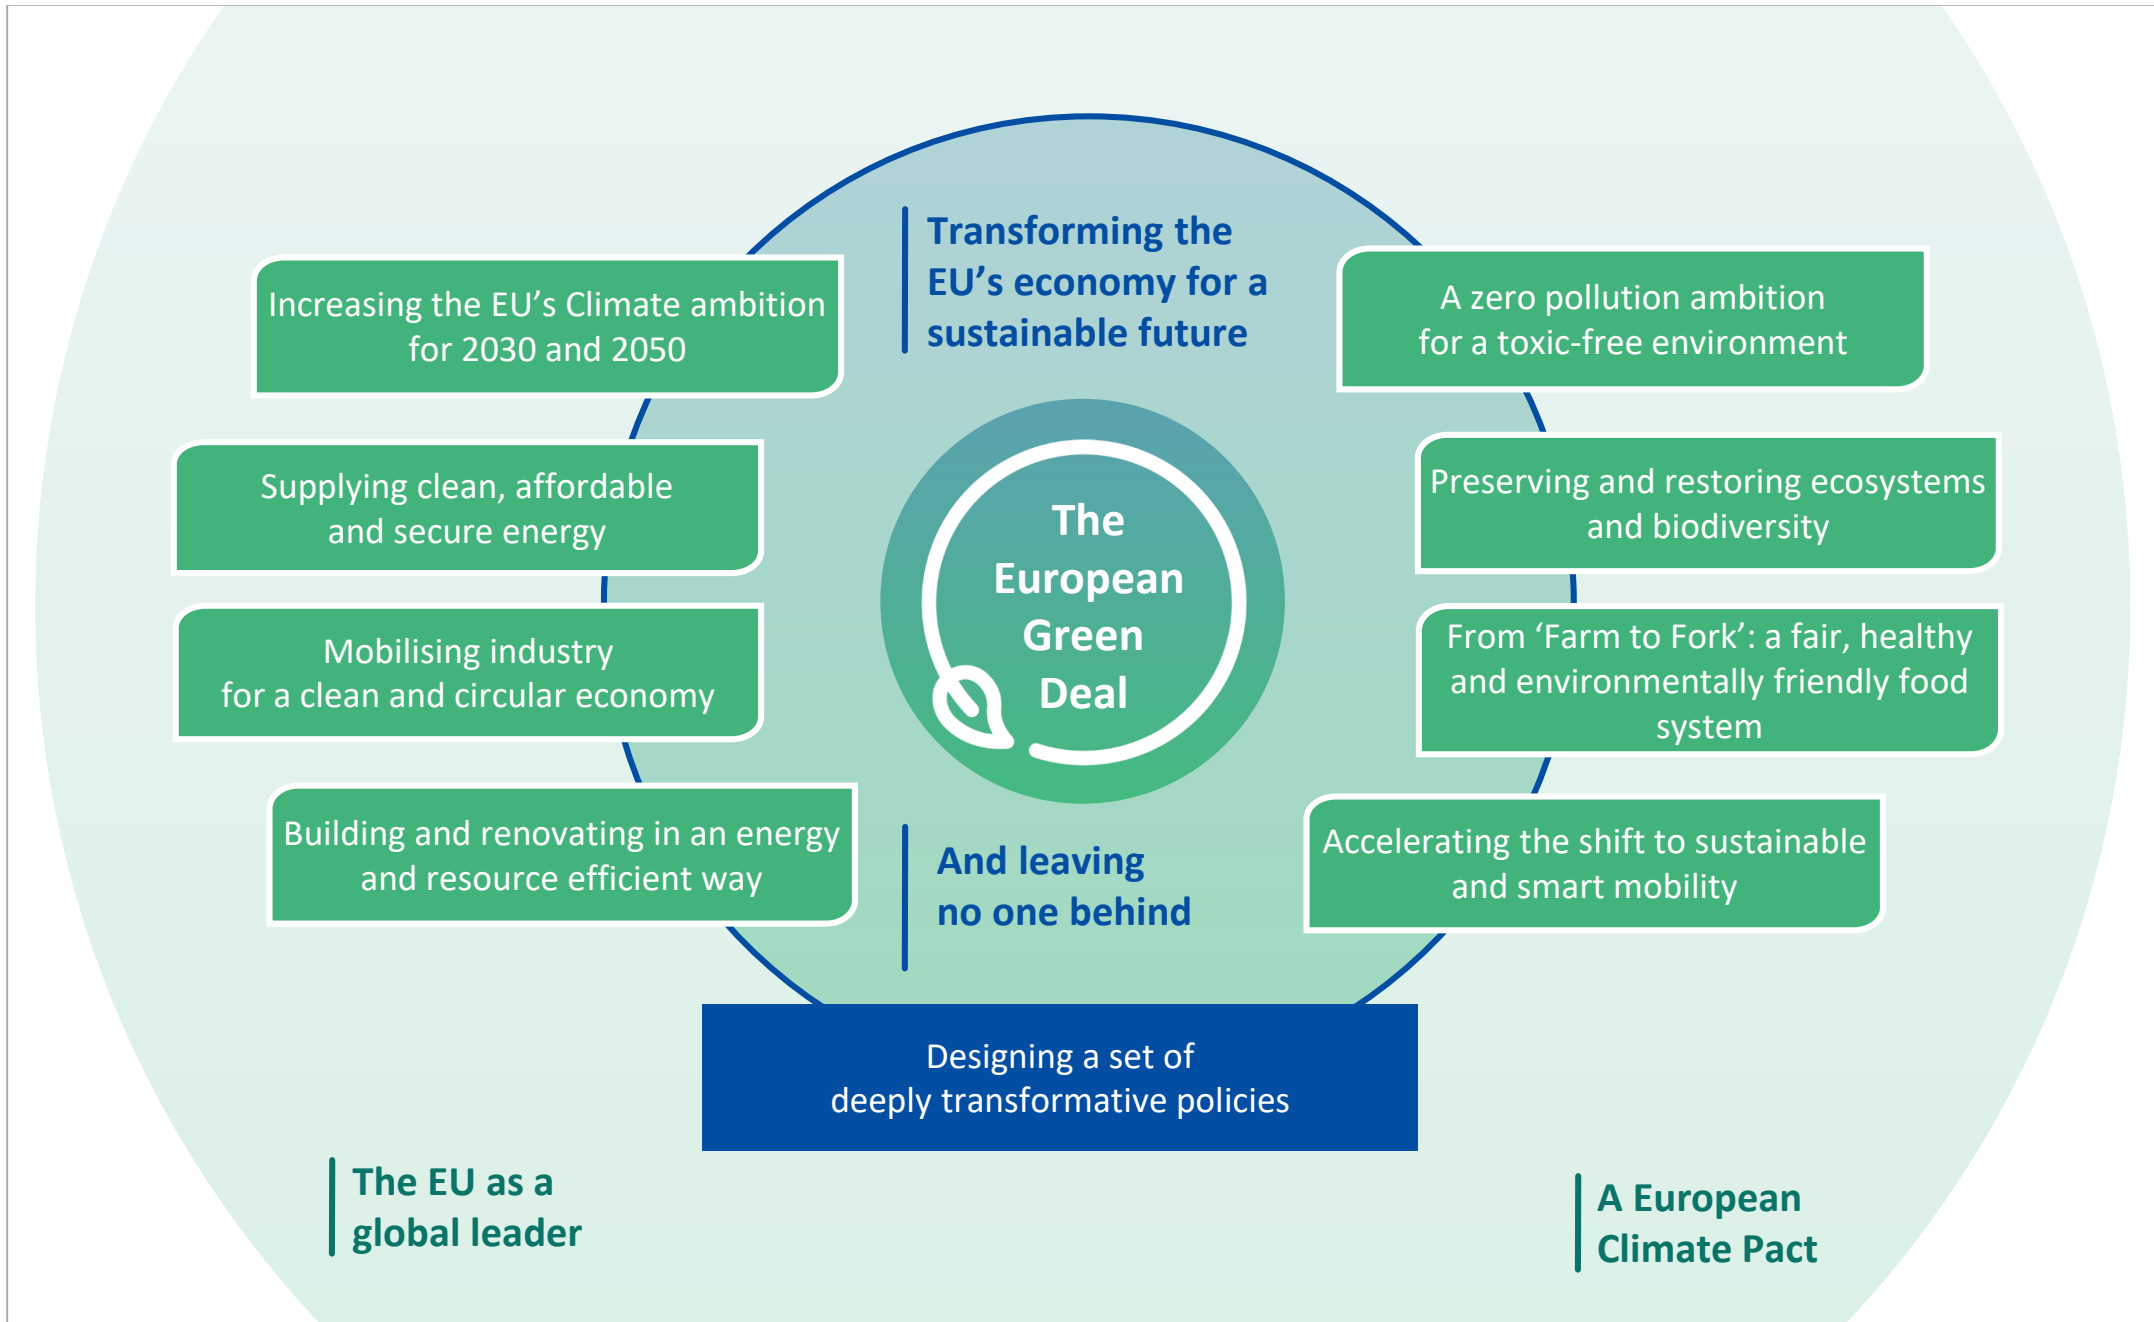 Transforming the
EU’s economy for a
sustainable future
Increasing the EU’s Climate ambition
for 2030 and 2050
Supplying clean, affordable
and secure energy
Mobilising industry
for a clean and circular economy
Building and renovating in an energy
and resource efficient way
The
European
Green
Deal
A zero pollution ambition
for a toxic-free environment
Preserving and restoring ecosystems
and biodiversity
From ‘Farm to Fork’: a fair, healthy
and environmentally friendly food
system
Accelerating the shift to sustainable
and smart mobility
And leaving
no one behind
Designing a set of
deeply transformative policies
The EU as a
global leader
A European
Climate Pact